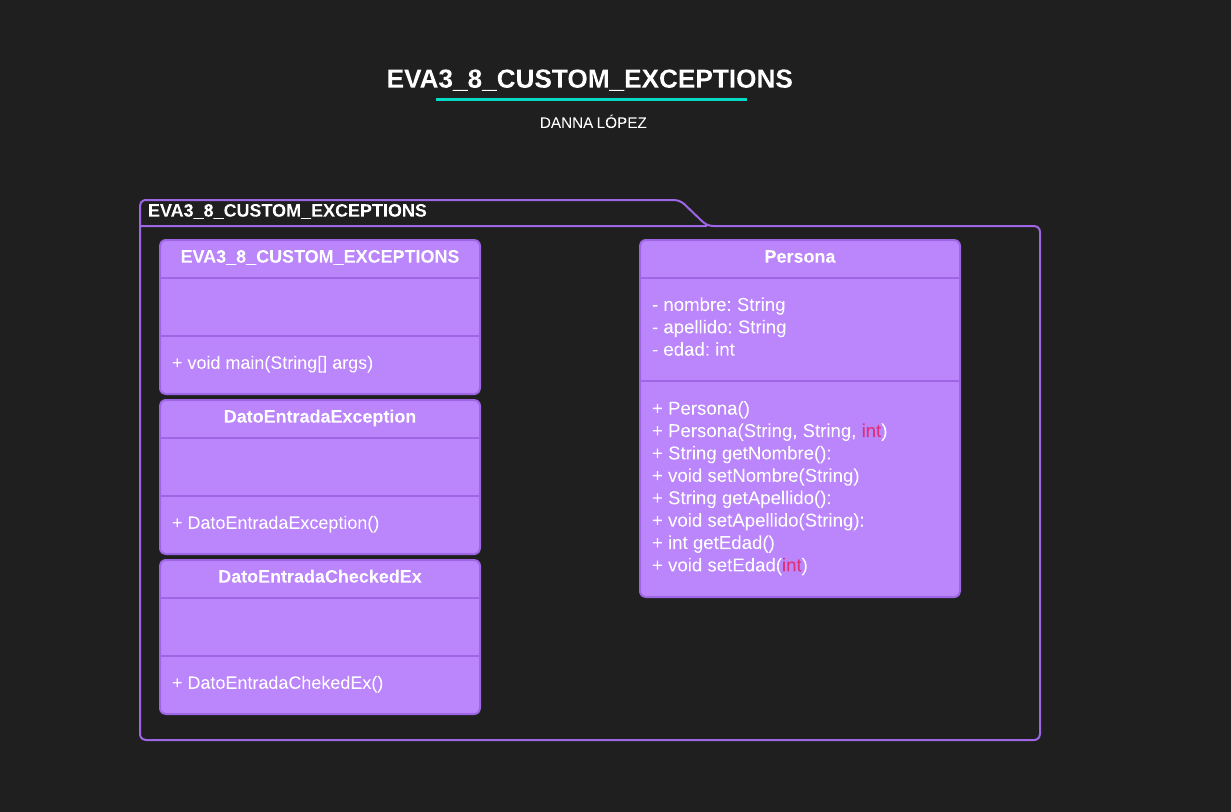 EVA3_8_CUSTOM_EXCEPTIONS
DANNA LÓPEZ
EVA3_8_CUSTOM_EXCEPTIONS
EVA3_8_CUSTOM_EXCEPTIONS
+ void main(String[] args)
DatoEntradaException
+ DatoEntradaException()
DatoEntradaCheckedEx
+ DatoEntradaChekedEx()
Persona
- nombre: String
- apellido: String
- edad: int
+ Persona()
+ Persona(String, String, int)
+ String getNombre():
+ void setNombre(String)
+ String getApellido():
+ void setApellido(String):
+ int getEdad()
+ void setEdad(int)